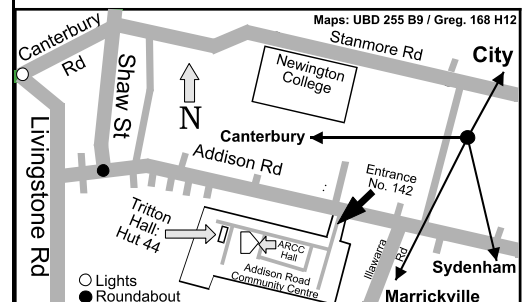 Maps: UBD 255 B9 / Greg. 168 H12
Canterbury
Rd
Stanmore Rd
City
Newington
College
Shaw St
N
Canterbury
Addison Rd
Livingstone Rd
Entrance
No. 142
Tritton
Hall:
Hut 44
ARCC
Hall
Addison Road
Community Centre
Illawarra
Rd
Sydenham
Marrickville
Lights
Roundabout